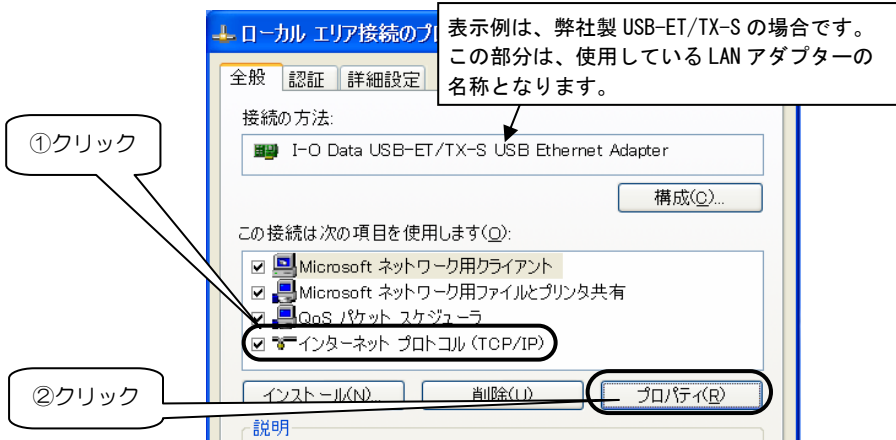 ローカル エリア接続のプロ
表示例は、弊社製 USB-ET/TX-S の場合です。
この部分は、使用している LAN アダプターの
名称となります。
全般
認証
詳細設定
接続の方法:
I-O Data USB-ET/TX-S USB Ethernet Adapter
①クリック
構成(C)...
この接続は次の項目を使用します(O):
Microsoft ネットワーク用クライアント
Microsoft ネットワーク用ファイルとプリンタ共有
QoS パケット スケジューラ
インターネット プロトコル (TCP/IP)
②クリック
インストール(N)...
削除(U)
プロパティ(R)
説明